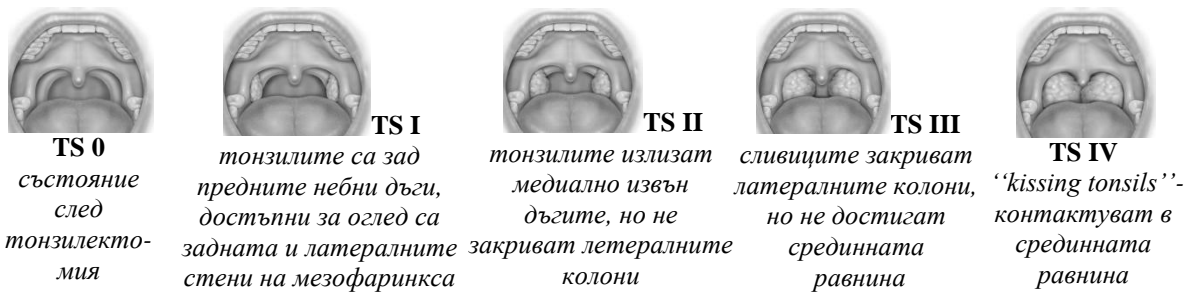 TS 0
състояние
след
тонзилекто-
мия
TS I
тонзилите са зад
предните небни дъги,
достъпни за оглед са
задната и латералните
стени на мезофаринкса
TS II
тонзилите излизат
медиално извън
дъгите, но не
закриват летералните
колони
TS III
сливиците закриват
латералните колони,
но не достигат
срединната
равнина
TS IV
‘‘kissing tonsils’’-
контактуват в
срединната
равнина